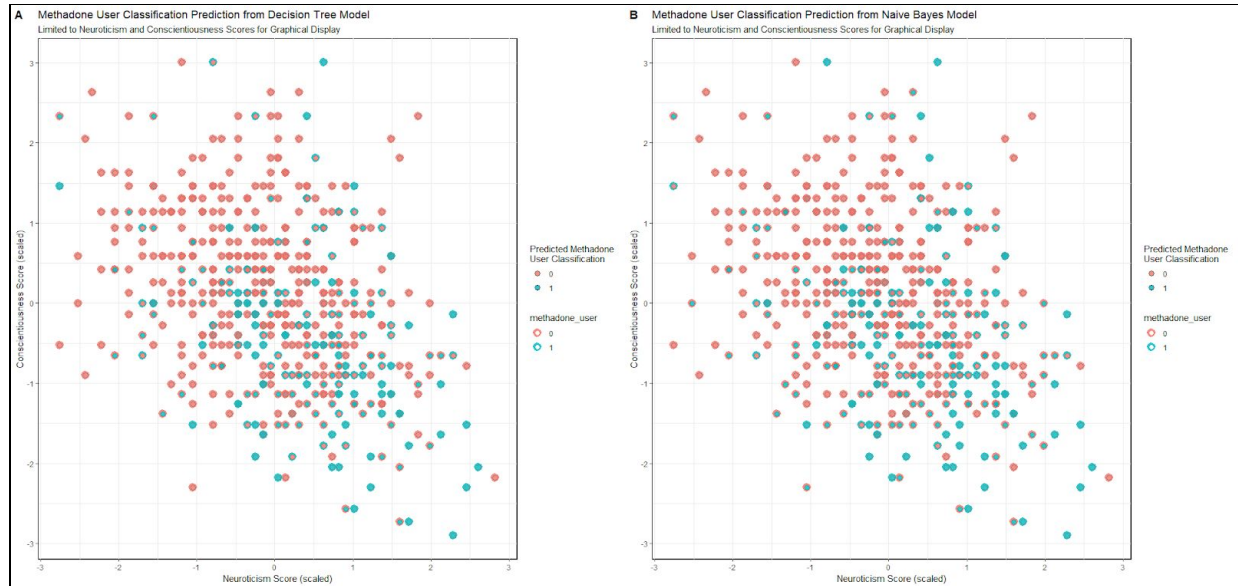 A Methadone User Classification Prediction from Decision Tree Model
Limited to Neuroticism and Conscientiousness Scores for Graphical Display
3
2
1
0
-1
-2
-3
Conscientiousness Score (scaled)
-3 -2 -1 0 1 2 3
Neuroticism Score (scaled)
Predicted Methadone
User Classification
0
1
methadone_user
0
1
B Methadone User Classification Prediction from Naive Bayes Model
Limited to Neuroticism and Conscientiousness Scores for Graphical Display
3
2
1
0
-1
-2
-3
Conscientiousness Score (scaled)
-3 -2 -1 0 1 2 3
Neuroticism Score (scaled)
Predicted Methadone
User Classification
0
1
methadone_user
0
1